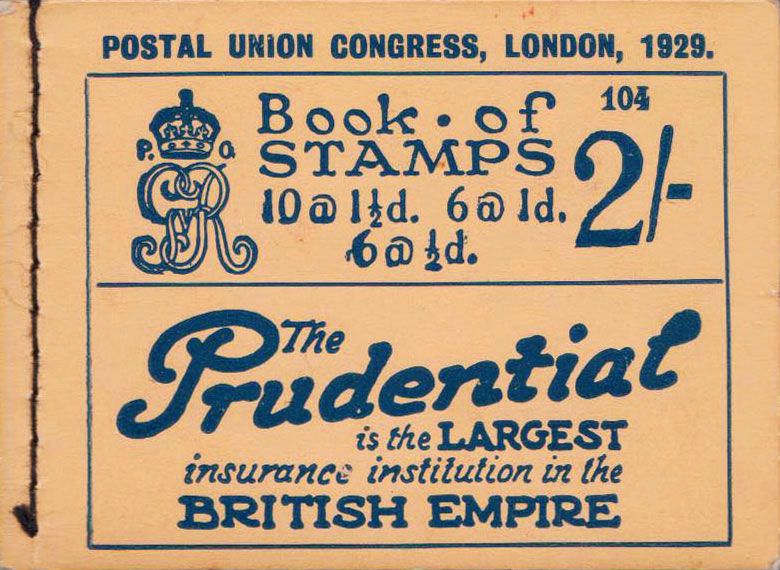 POSTAL UNION CONGRESS, LONDON, 1929.
P. O.
GRV
Book · of
STAMPS
10 @ 1½d. 6 @ 1d.
6 @ ½d.
104
2/-
The
Prudential
is the LARGEST
insurance institution in the
BRITISH EMPIRE